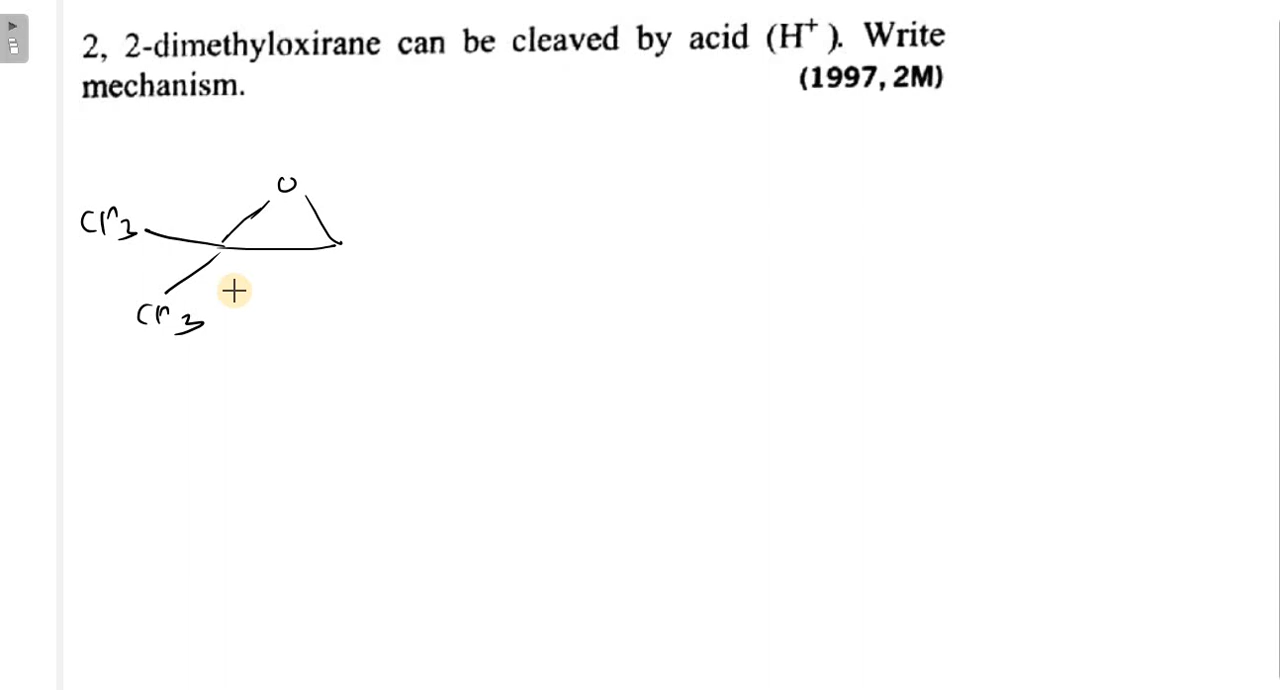 2, 2-dimethyloxirane can be cleaved by acid (H⁺). Write
mechanism. (1997, 2M)
O
CH3
CH3